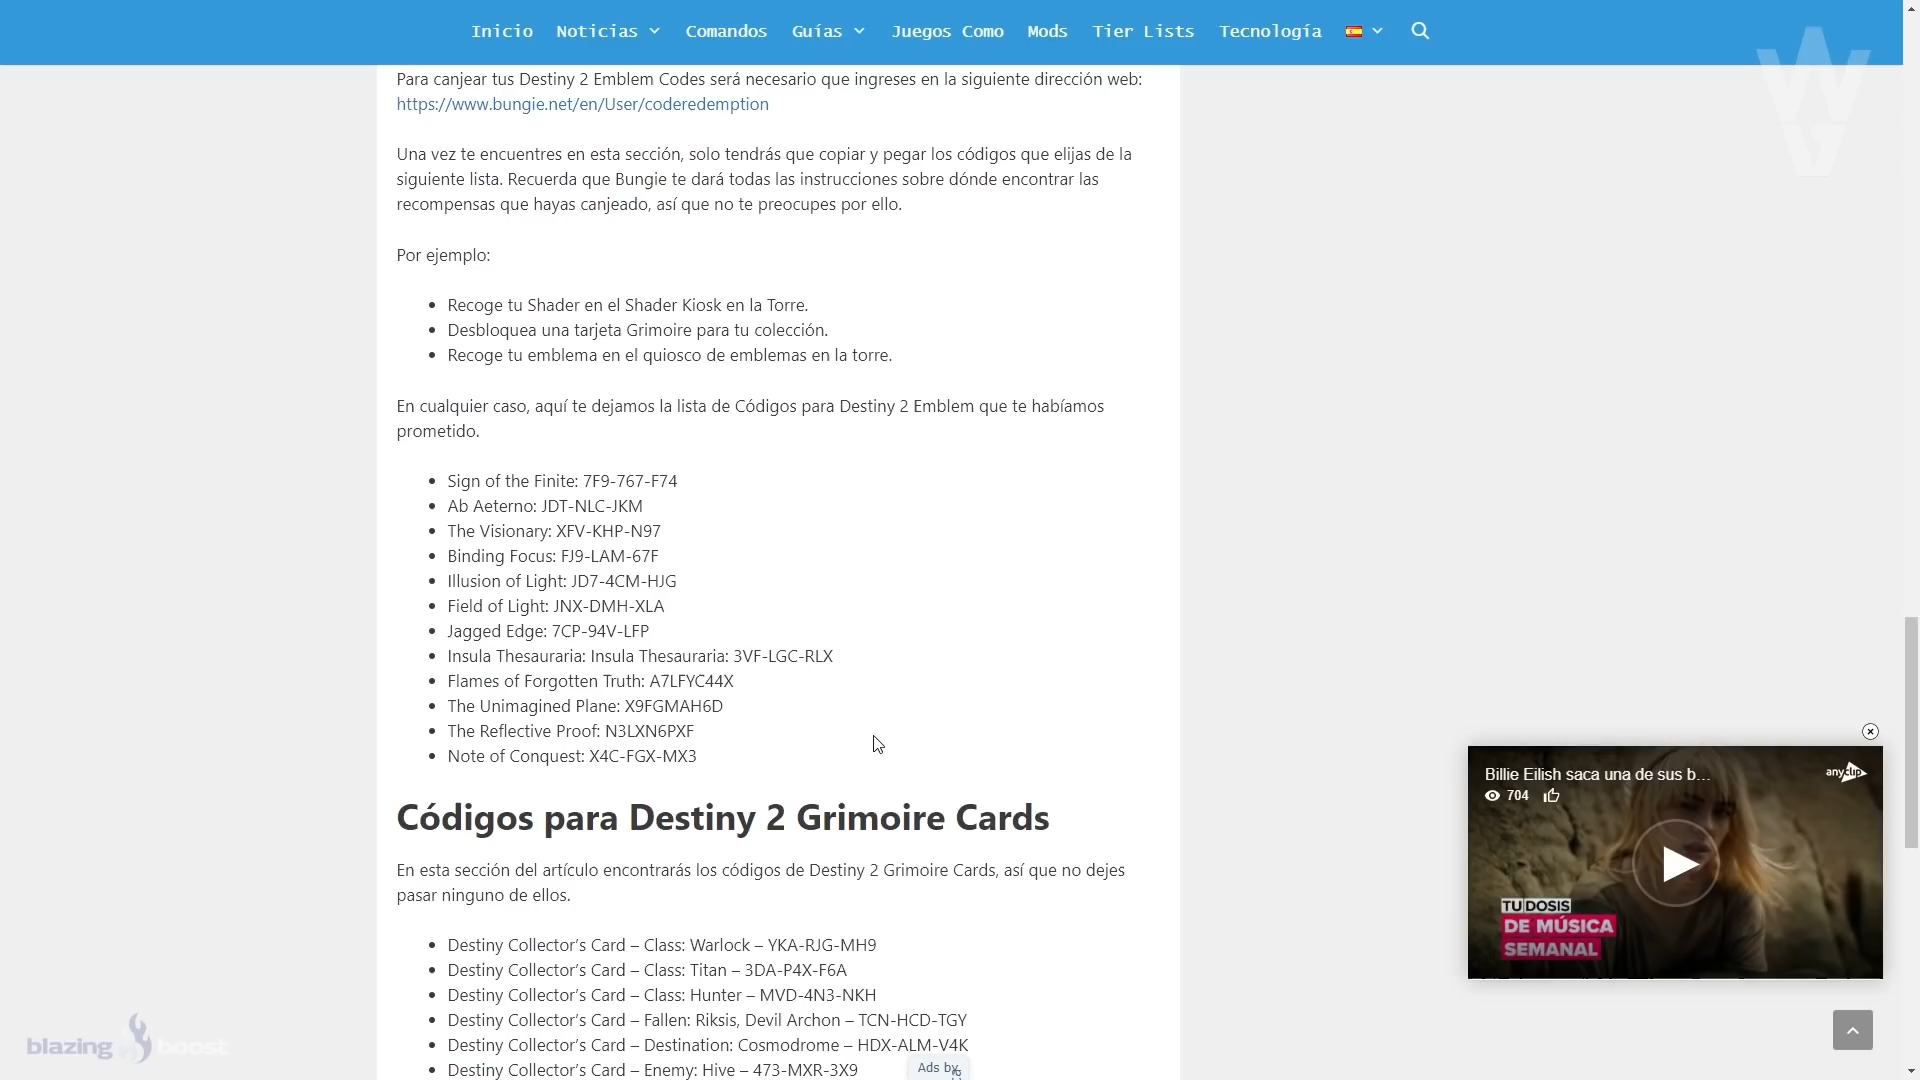 Inicio Noticias Comandos Guías Juegos Como Mods Tier Lists Tecnología
Para canjear tus Destiny 2 Emblem Codes será necesario que ingreses en la siguiente dirección web:
https://www.bungie.net/en/User/coderedemption
Una vez te encuentres en esta sección, solo tendrás que copiar y pegar los códigos que elijas de la
siguiente lista. Recuerda que Bungie te dará todas las instrucciones sobre dónde encontrar las
recompensas que hayas canjeado, así que no te preocupes por ello.
Por ejemplo:
Recoge tu Shader en el Shader Kiosk en la Torre.
Desbloquea una tarjeta Grimoire para tu colección.
Recoge tu emblema en el quiosco de emblemas en la torre.
En cualquier caso, aquí te dejamos la lista de Códigos para Destiny 2 Emblem que te habíamos
prometido.
Sign of the Finite: 7F9-767-F74
Ab Aeterno: JDT-NLC-JKM
The Visionary: XFV-KHP-N97
Binding Focus: FJ9-LAM-67F
Illusion of Light: JD7-4CM-HJG
Field of Light: JNX-DMH-XLA
Jagged Edge: 7CP-94V-LFP
Insula Thesauraria: Insula Thesauraria: 3VF-LGC-RLX
Flames of Forgotten Truth: A7LFYC44X
The Unimagined Plane: X9FGMAH6D
The Reflective Proof: N3LXN6PXF
Note of Conquest: X4C-FGX-MX3
Códigos para Destiny 2 Grimoire Cards
En esta sección del artículo encontrarás los códigos de Destiny 2 Grimoire Cards, así que no dejes
pasar ninguno de ellos.
Destiny Collector’s Card – Class: Warlock – YKA-RJG-MH9
Destiny Collector’s Card – Class: Titan – 3DA-P4X-F6A
Destiny Collector’s Card – Class: Hunter – MVD-4N3-NKH
Destiny Collector’s Card – Fallen: Riksis, Devil Archon – TCN-HCD-TGY
Destiny Collector’s Card – Destination: Cosmodrome – HDX-ALM-V4K
Destiny Collector’s Card – Enemy: Hive – 473-MXR-3X9
Ads by
Billie Eilish saca una de sus b...
anyclip
704
TU DOSIS
DE MÚSICA
SEMANAL
blazing boost
WG